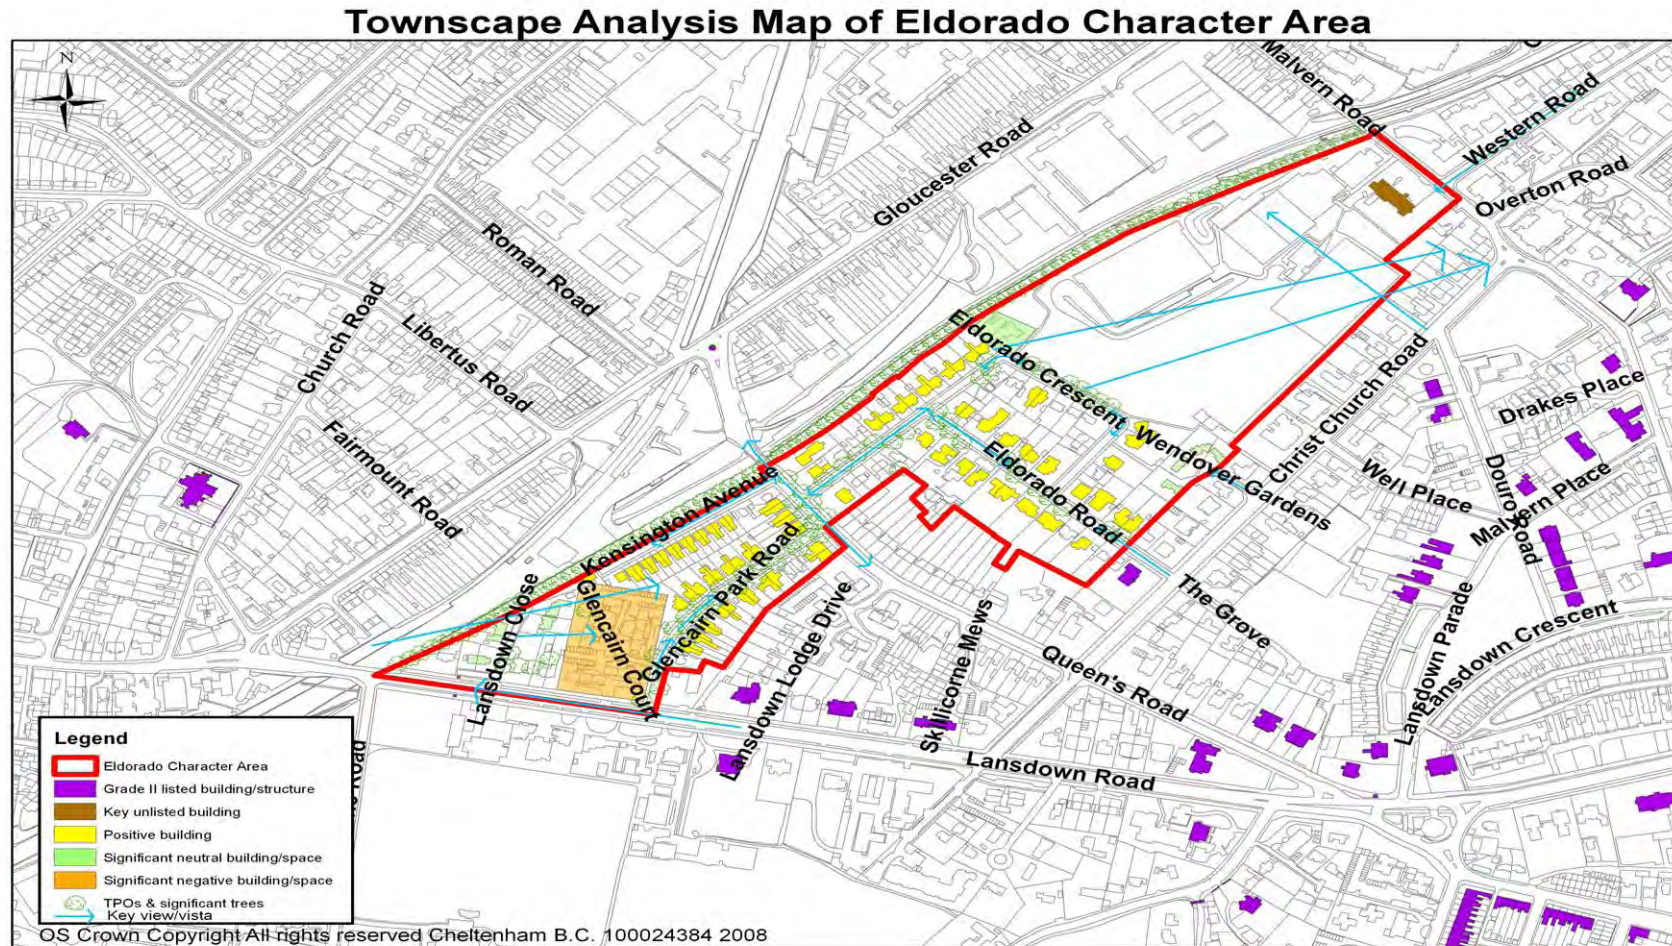 Townscape Analysis Map of Eldorado Character Area
N
Malvern Road
Western Road
Overton Road
Gloucester Road
Roman Road
Church Road
Libertus Road
Fairmount Road
Eldorado Crescent
Wendover Gardens
Eldorado Road
Christ Church Road
Well Place
Drakes Place
Douro Road
Malvern Place
Kensington Avenue
Glencairn Park Road
Glencairn Court
Lansdown Close
Lansdown Lodge Drive
Skillicorne Mews
The Grove
Queen's Road
Lansdown Parade
Lansdown Crescent
Lansdown Road
Road
Legend
Eldorado Character Area
Grade II listed building/structure
Key unlisted building
Positive building
Significant neutral building/space
Significant negative building/space
TPOs & significant trees
Key view/vista
OS Crown Copyright All rights reserved Cheltenham B.C. 100024384 2008